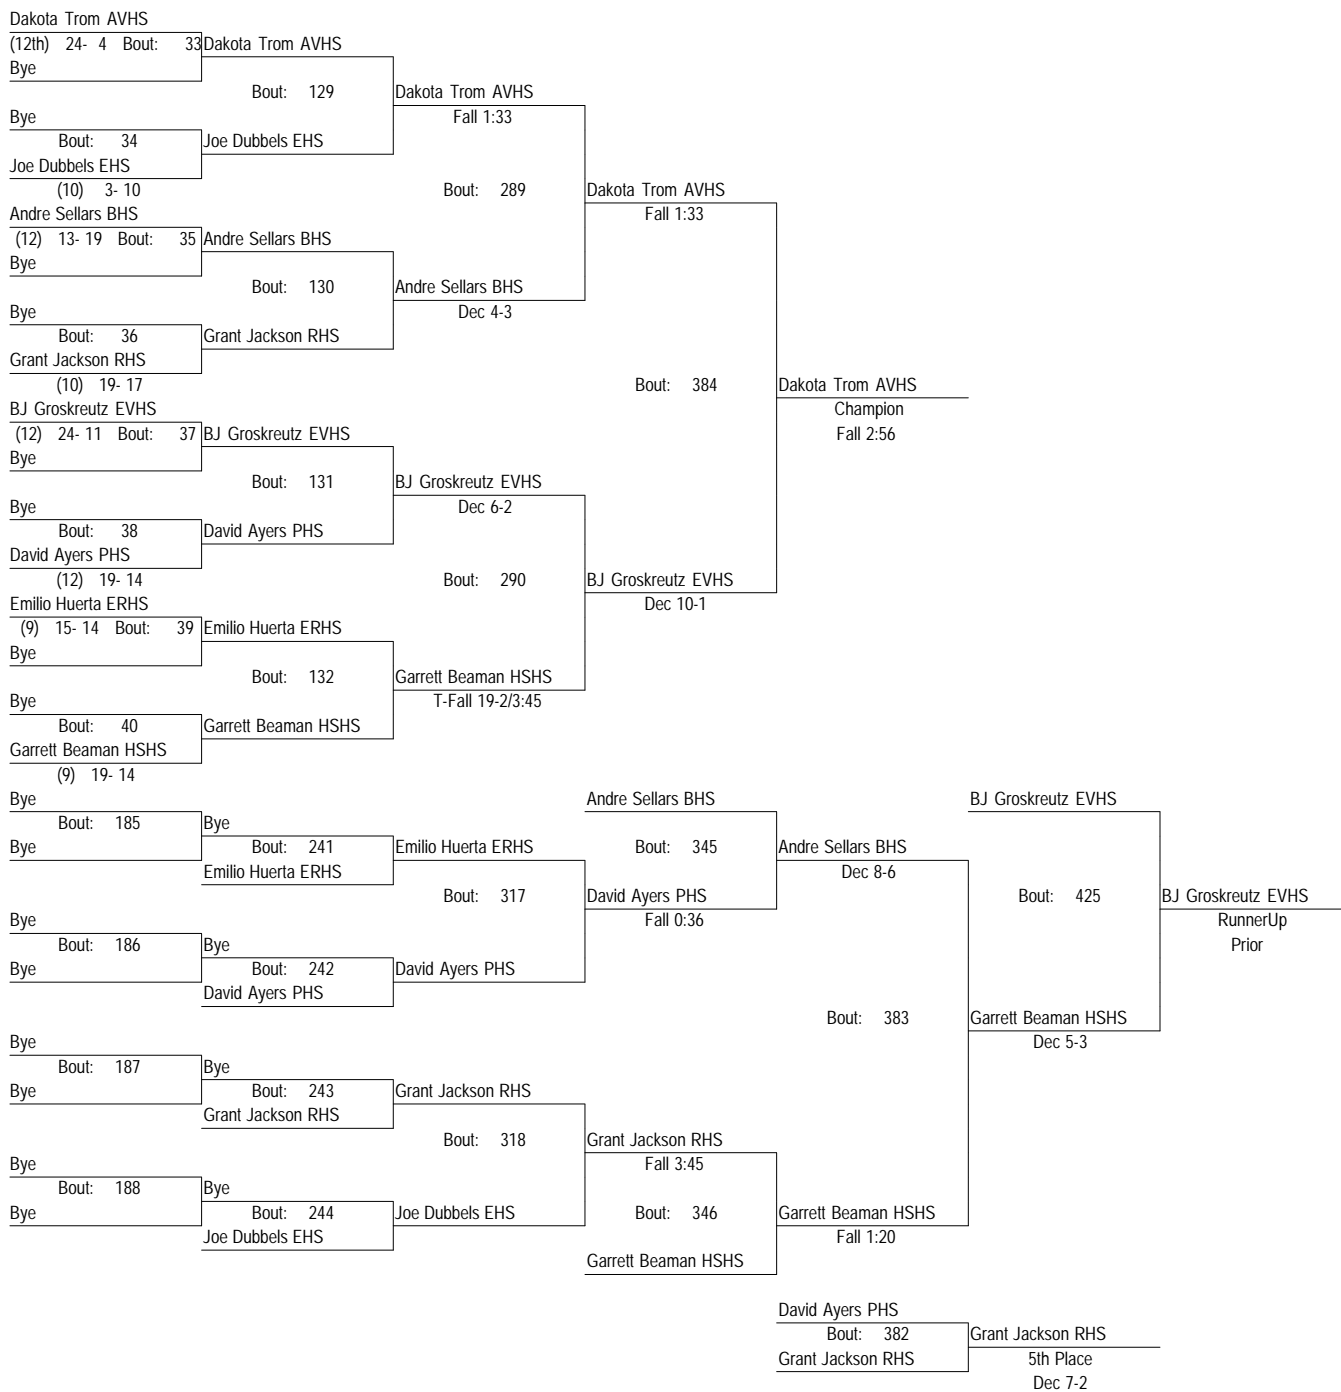 Dakota Trom AVHS
(12th) 24- 4 Bout: 33 Dakota Trom AVHS
Bye
Bout: 129 Dakota Trom AVHS
Bye Fall 1:33
Bout: 34 Joe Dubbels EHS
Joe Dubbels EHS
(10) 3- 10 Bout: 289 Dakota Trom AVHS
Andre Sellars BHS Fall 1:33
(12) 13- 19 Bout: 35 Andre Sellars BHS
Bye
Bout: 130 Andre Sellars BHS
Bye Dec 4-3
Bout: 36 Grant Jackson RHS
Grant Jackson RHS
(10) 19- 17 Bout: 384 Dakota Trom AVHS
BJ Groskreutz EVHS Champion
(12) 24- 11 Bout: 37 BJ Groskreutz EVHS Fall 2:56
Bye
Bout: 131 BJ Groskreutz EVHS
Bye Dec 6-2
Bout: 38 David Ayers PHS
David Ayers PHS
(12) 19- 14 Bout: 290 BJ Groskreutz EVHS
Emilio Huerta ERHS Dec 10-1
(9) 15- 14 Bout: 39 Emilio Huerta ERHS
Bye
Bout: 132 Garrett Beaman HSHS
Bye T-Fall 19-2/3:45
Bout: 40 Garrett Beaman HSHS
Garrett Beaman HSHS
(9) 19- 14
Bye Andre Sellars BHS BJ Groskreutz EVHS
Bout: 185 Bye
Bye Bout: 241 Emilio Huerta ERHS Bout: 345 Andre Sellars BHS
Emilio Huerta ERHS Dec 8-6
Bout: 317 David Ayers PHS Bout: 425 BJ Groskreutz EVHS
Bye Fall 0:36 RunnerUp
Bout: 186 Bye Prior
Bye Bout: 242 David Ayers PHS
David Ayers PHS
Bout: 383 Garrett Beaman HSHS
Bye Dec 5-3
Bout: 187 Bye
Bye Bout: 243 Grant Jackson RHS
Grant Jackson RHS
Bout: 318 Grant Jackson RHS
Bye Fall 3:45
Bout: 188 Bye
Bye Bout: 244 Joe Dubbels EHS Bout: 346 Garrett Beaman HSHS
Joe Dubbels EHS Fall 1:20
Garrett Beaman HSHS
David Ayers PHS
Bout: 382 Grant Jackson RHS
Grant Jackson RHS 5th Place
Dec 7-2